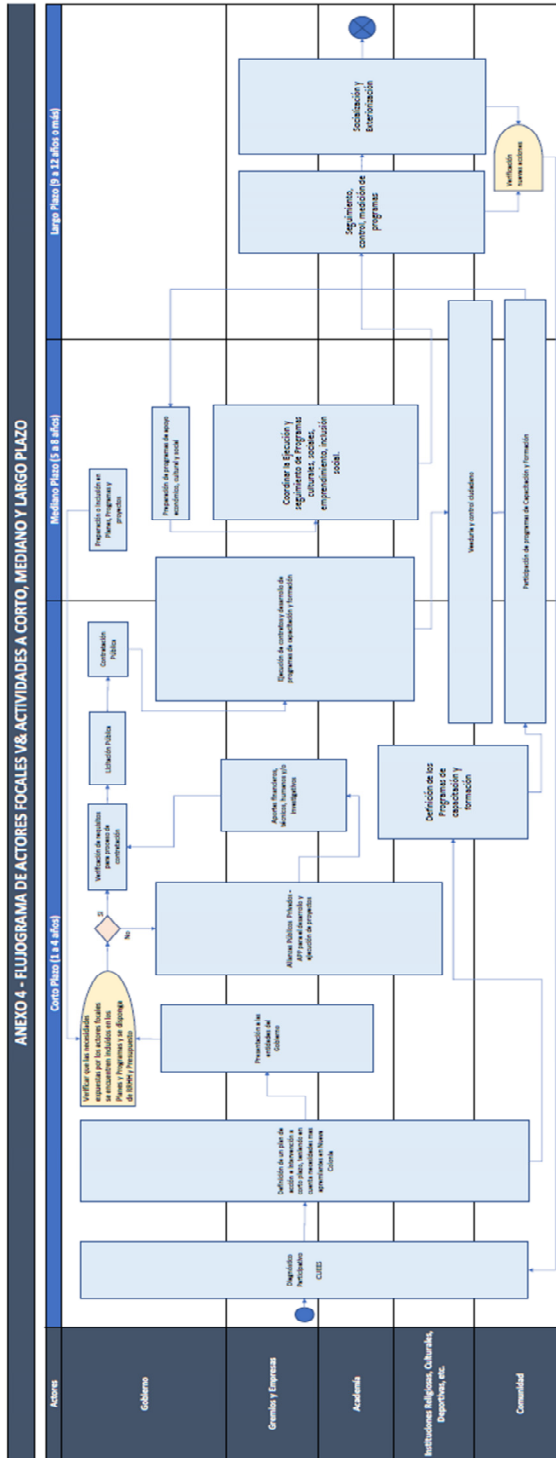 ANEXO 4 - FLUJOGRAMA DE ACTORES FOCALES V& ACTIVIDADES A CORTO, MEDIANO Y LARGO PLAZO
Actores
Corto Plazo (1 a 4 años)
Mediano Plazo (5 a 8 años)
Largo Plazo (9 a 12 años o más)
Gobierno
Gremios y Empresas
Academia
Instituciones Religiosas, Culturales,
Deportivas, etc.
Comunidad
Diagnóstico
Participativo
Definición de un plan de
acción e intervención a
corto plazo, teniendo en
cuenta necesidades mas
apremiantes en Nueva
Colonia
Presentación a las
entidades del
Gobierno
Verificar que las necesidades
expuestas por los actores focales
se encuentren incluidos en los
Planes y Programas y se disponga
de RRHH y Presupuesto
Si
No
Alianzas Públicos Privados -
APP para el desarrollo y
ejecución de proyectos
Verificación de requisitos
para proceso de
contratación
Aportes financieros,
técnicos, humanos y/o
investigativos
Licitación Pública
Contratación
Pública
Definición de los
Programas de
capacitación y
formación
Ejecución de contratos y desarrollo de
programas de capacitación y formación
Preparación o inclusión en
Planes, Programas y
proyectos
Preparación de programas de apoyo
económico, cultural y social
Coordinar la Ejecución y
seguimiento de Programas
culturales, sociales,
emprendimiento, inclusión
social.
Veeduría y control ciudadano
Participación de programas de Capacitación y Formación
Seguimiento,
control, medición de
programas
Socialización y
Exteriorización
Verificación
nuevas acciones